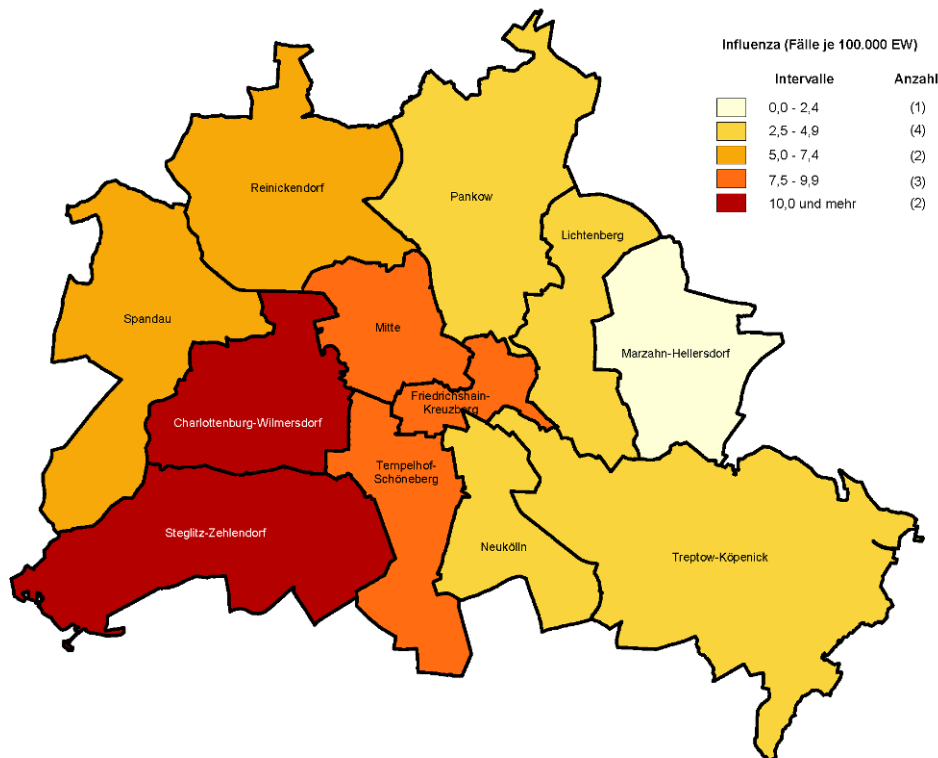 Influenza (Fälle je 100.000 EW)
Intervalle Anzahl
0,0 - 2,4 (1)
2,5 - 4,9 (4)
5,0 - 7,4 (2)
7,5 - 9,9 (3)
10,0 und mehr (2)
Reinickendorf
Pankow
Lichtenberg
Spandau
Mitte
Marzahn-Hellersdorf
Friedrichshain-
Kreuzberg
Charlottenburg-Wilmersdorf
Tempelhof-
Schöneberg
Steglitz-Zehlendorf
Neukölln
Treptow-Köpenick